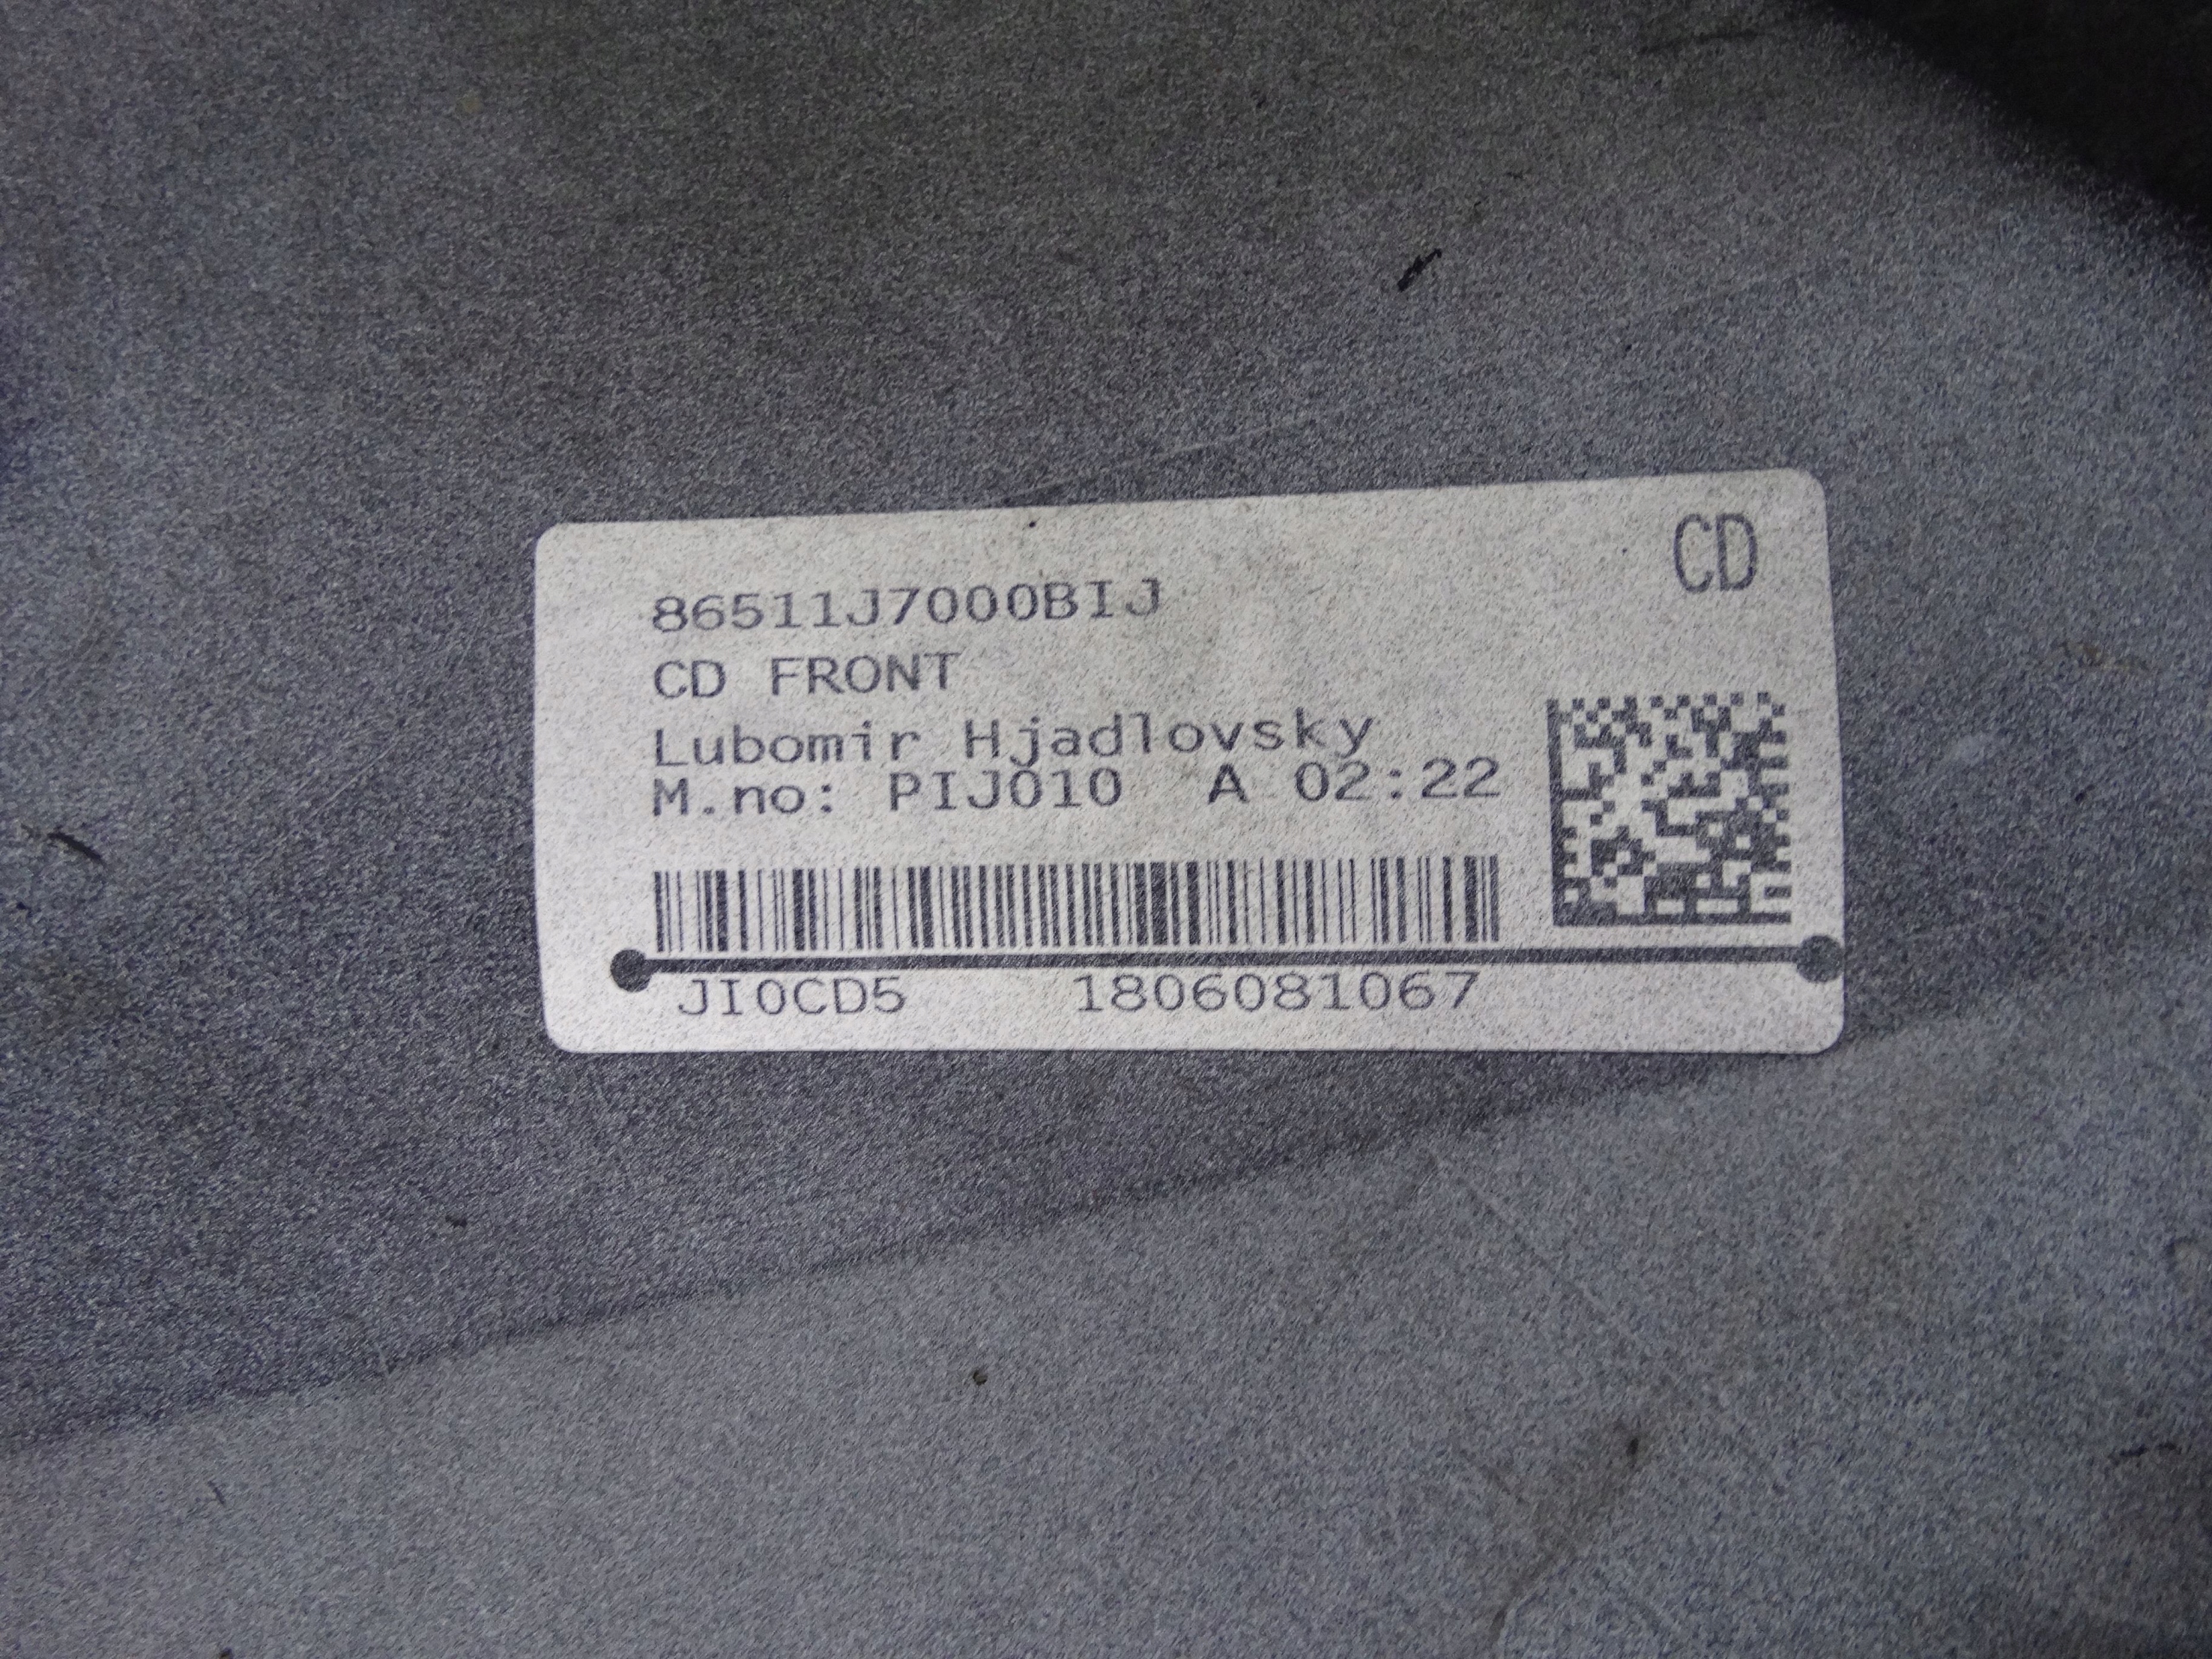 CD
86511J7000BIJ
CD FRONT
Lubomir Hjadlovsky
M.no: PIJ010 A 02:22
JI0CD5 1806081067